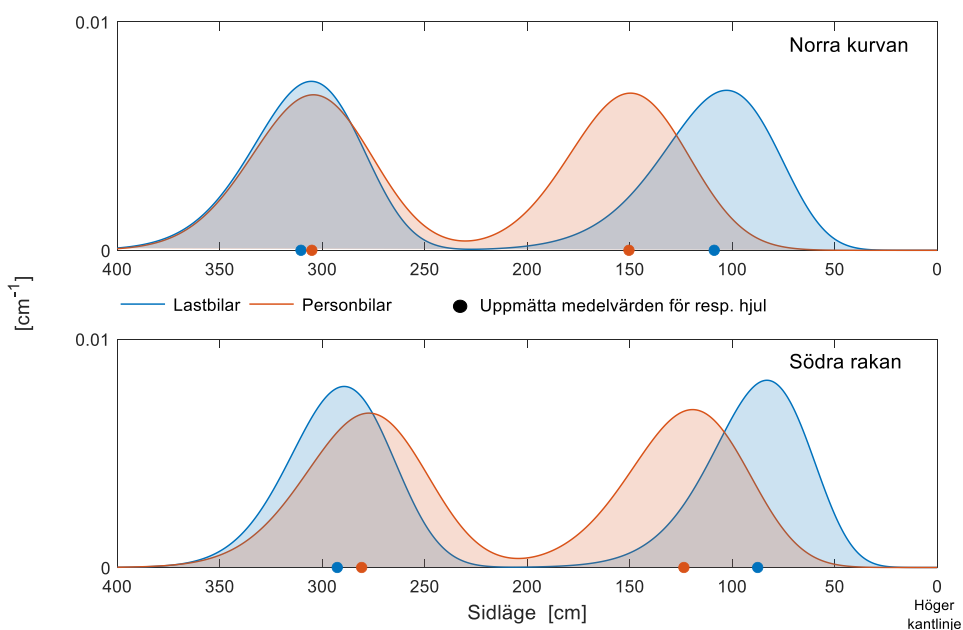 0.01
Norra kurvan
0
400 350 300 250 200 150 100 50 0
[cm-1]
Lastbilar Personbilar Uppmätta medelvärden för resp. hjul
0.01
Södra rakan
0
400 350 300 250 200 150 100 50 0
Sidläge [cm]
Höger
kantlinje